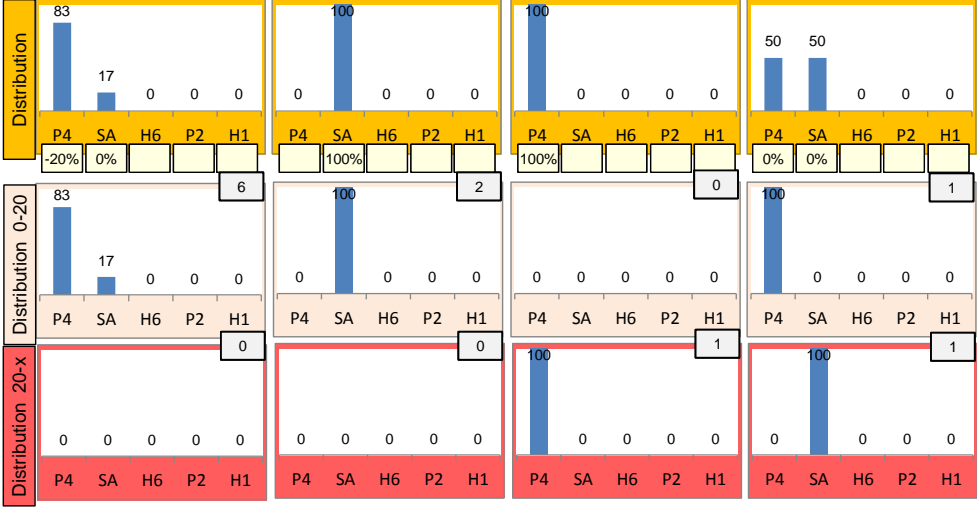 Distribution
83 17 0 0 0
P4 SA H6 P2 H1
-20% 0%
0 100 0 0 0
P4 SA H6 P2 H1
100%
100 0 0 0 0
P4 SA H6 P2 H1
100%
50 50 0 0 0
P4 SA H6 P2 H1
0% 0%
Distribution 0-20
6
83 17 0 0 0
P4 SA H6 P2 H1
2
0 100 0 0 0
P4 SA H6 P2 H1
0
0 0 0 0 0
P4 SA H6 P2 H1
1
100 0 0 0 0
P4 SA H6 P2 H1
Distribution 20-x
0
0 0 0 0 0
P4 SA H6 P2 H1
0
0 0 0 0 0
P4 SA H6 P2 H1
1
100 0 0 0 0
P4 SA H6 P2 H1
1
0 100 0 0 0
P4 SA H6 P2 H1